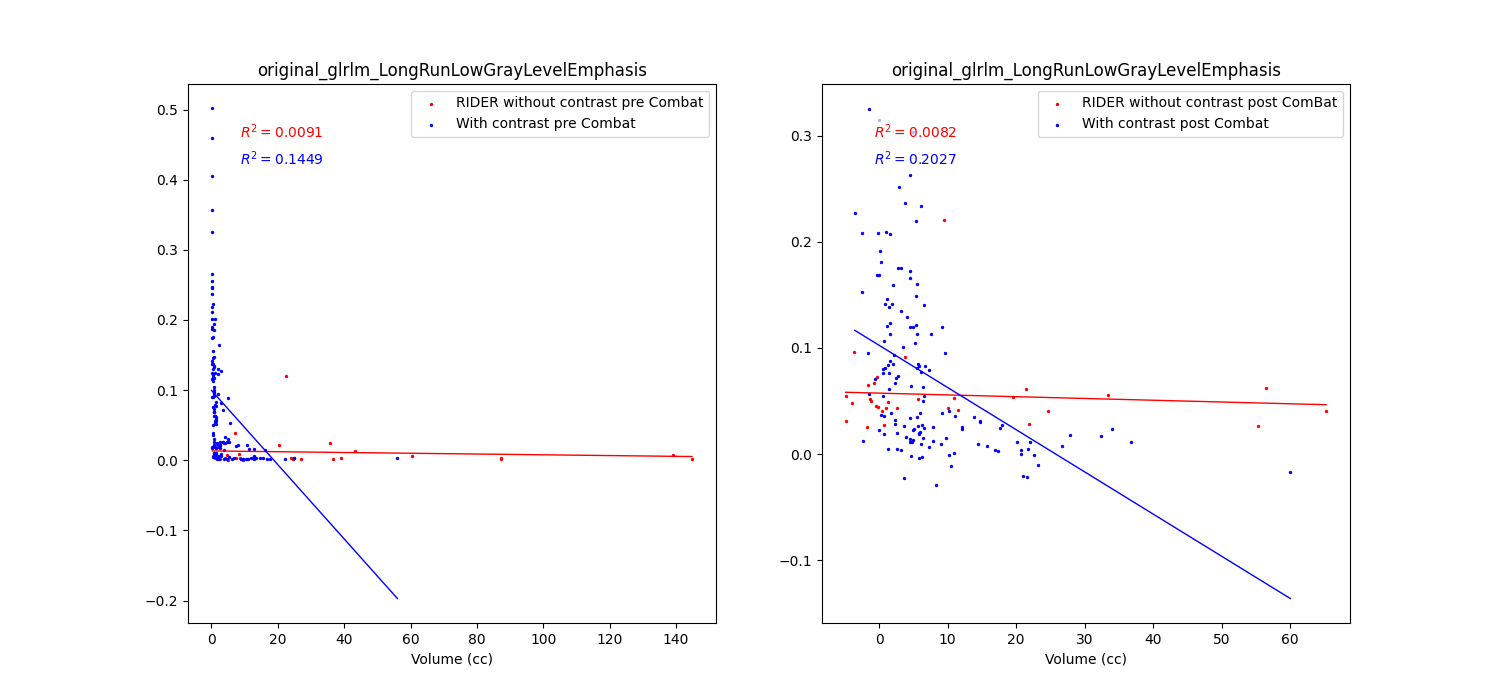 original_glrlm_LongRunLowGrayLevelEmphasis
RIDER without contrast pre Combat
With contrast pre Combat
R² = 0.0091
R² = 0.1449
0.5
0.4
0.3
0.2
0.1
0.0
−0.1
−0.2
0 20 40 60 80 100 120 140
Volume (cc)
original_glrlm_LongRunLowGrayLevelEmphasis
RIDER without contrast post ComBat
With contrast post Combat
R² = 0.0082
R² = 0.2027
0.3
0.2
0.1
0.0
−0.1
0 10 20 30 40 50 60
Volume (cc)